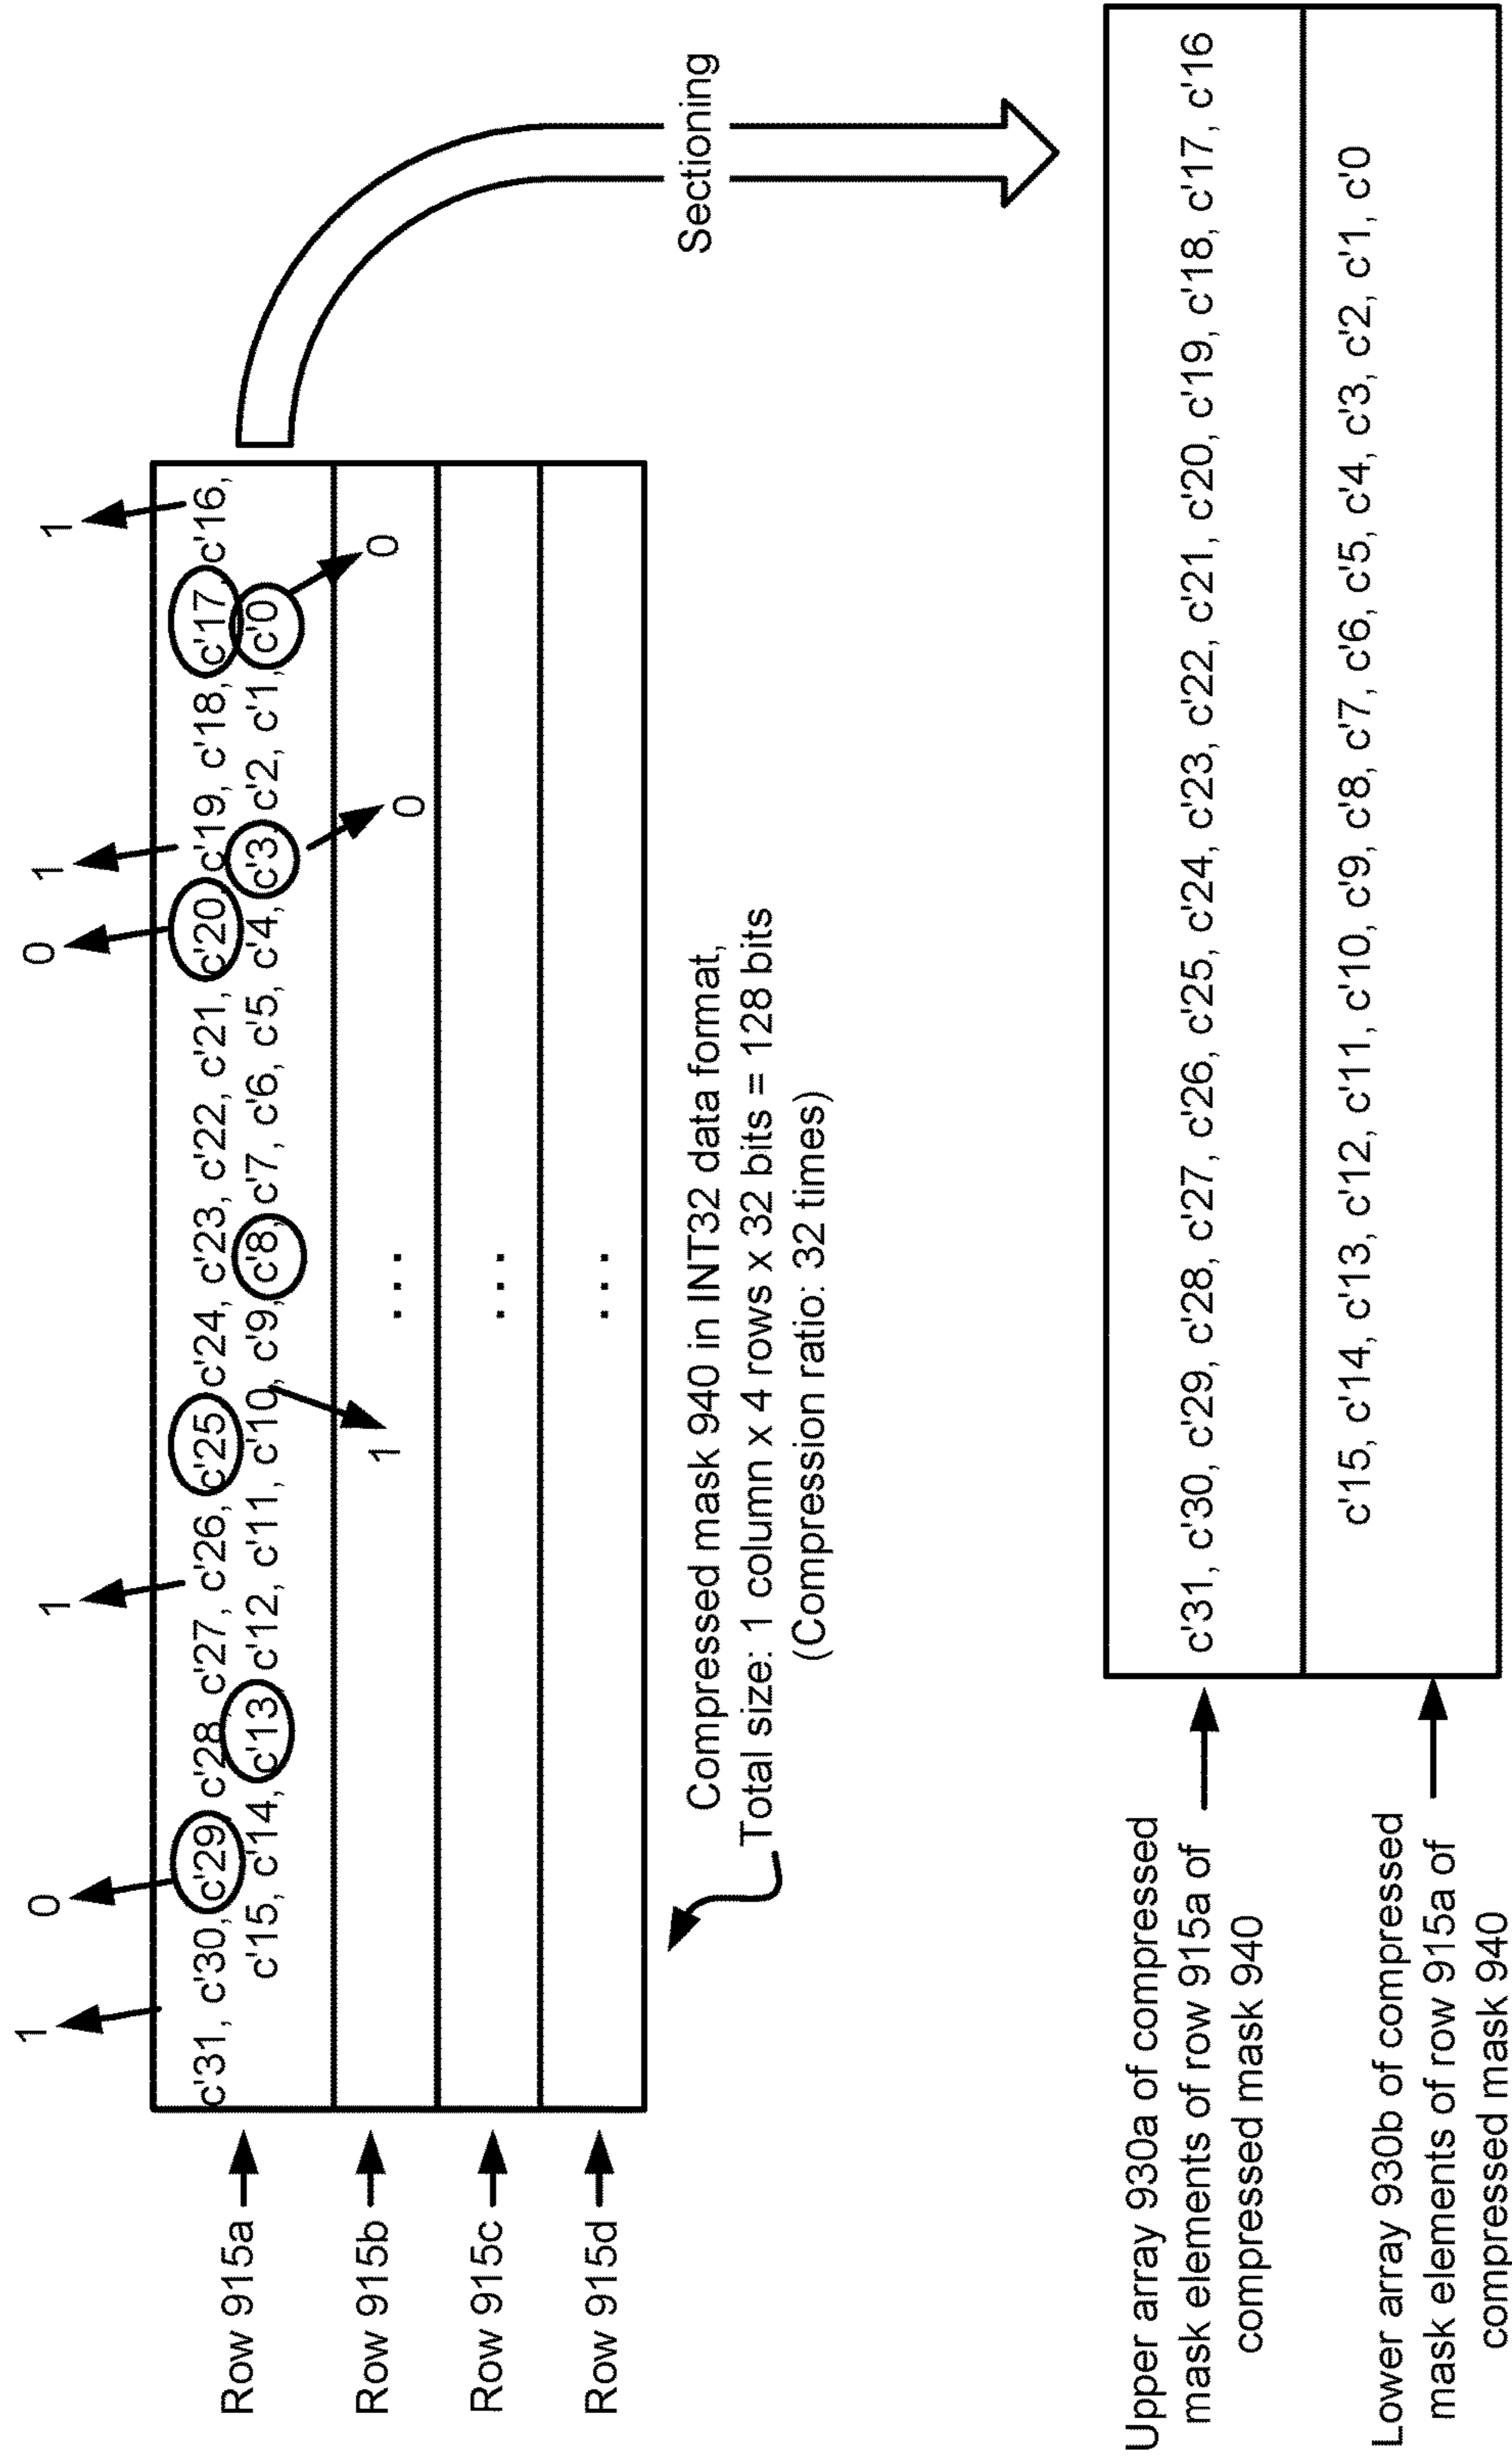 1
0
1
0
1
1
Row 915a
c'31, c'30, c'29, c'28, c'27, c'26, c'25, c'24, c'23, c'22, c'21, c'20, c'19, c'18, c'17, c'16,
c'15, c'14, c'13, c'12, c'11, c'10, c'9, c'8, c'7, c'6, c'5, c'4, c'3, c'2, c'1, c'0
Row 915b
1
...
0
0
Row 915c
...
Row 915d
...
Compressed mask 940 in INT32 data format,
Total size: 1 column x 4 rows x 32 bits = 128 bits
(Compression ratio: 32 times)
Sectioning
Upper array 930a of compressed
mask elements of row 915a of
compressed mask 940
c'31, c'30, c'29, c'28, c'27, c'26, c'25, c'24, c'23, c'22, c'21, c'20, c'19, c'18, c'17, c'16
Lower array 930b of compressed
mask elements of row 915a of
compressed mask 940
c'15, c'14, c'13, c'12, c'11, c'10, c'9, c'8, c'7, c'6, c'5, c'4, c'3, c'2, c'1, c'0